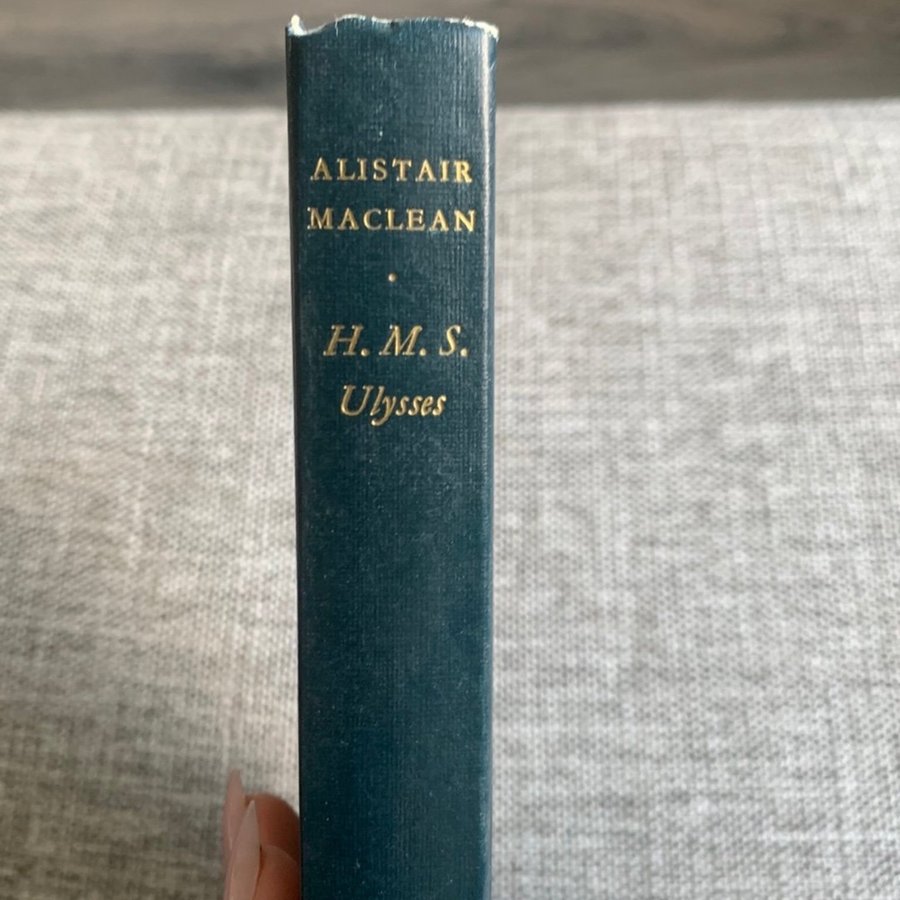 ALISTAIR
MACLEAN
·
H. M. S.
Ulysses